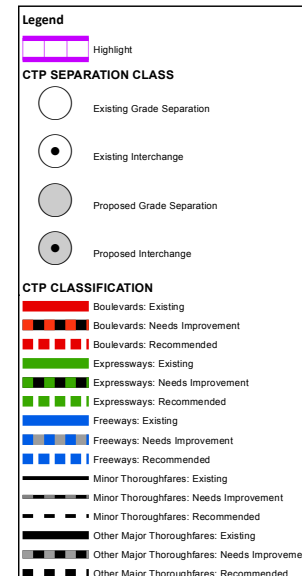 Legend
Highlight
CTP SEPARATION CLASS
Existing Grade Separation
Existing Interchange
Proposed Grade Separation
Proposed Interchange
CTP CLASSIFICATION
Boulevards: Existing
Boulevards: Needs Improvement
Boulevards: Recommended
Expressways: Existing
Expressways: Needs Improvement
Expressways: Recommended
Freeways: Existing
Freeways: Needs Improvement
Freeways: Recommended
Minor Thoroughfares: Existing
Minor Thoroughfares: Needs Improvement
Minor Thoroughfares: Recommended
Other Major Thoroughfares: Existing
Other Major Thoroughfares: Needs Improveme
Other Major Thoroughfares: Recommended